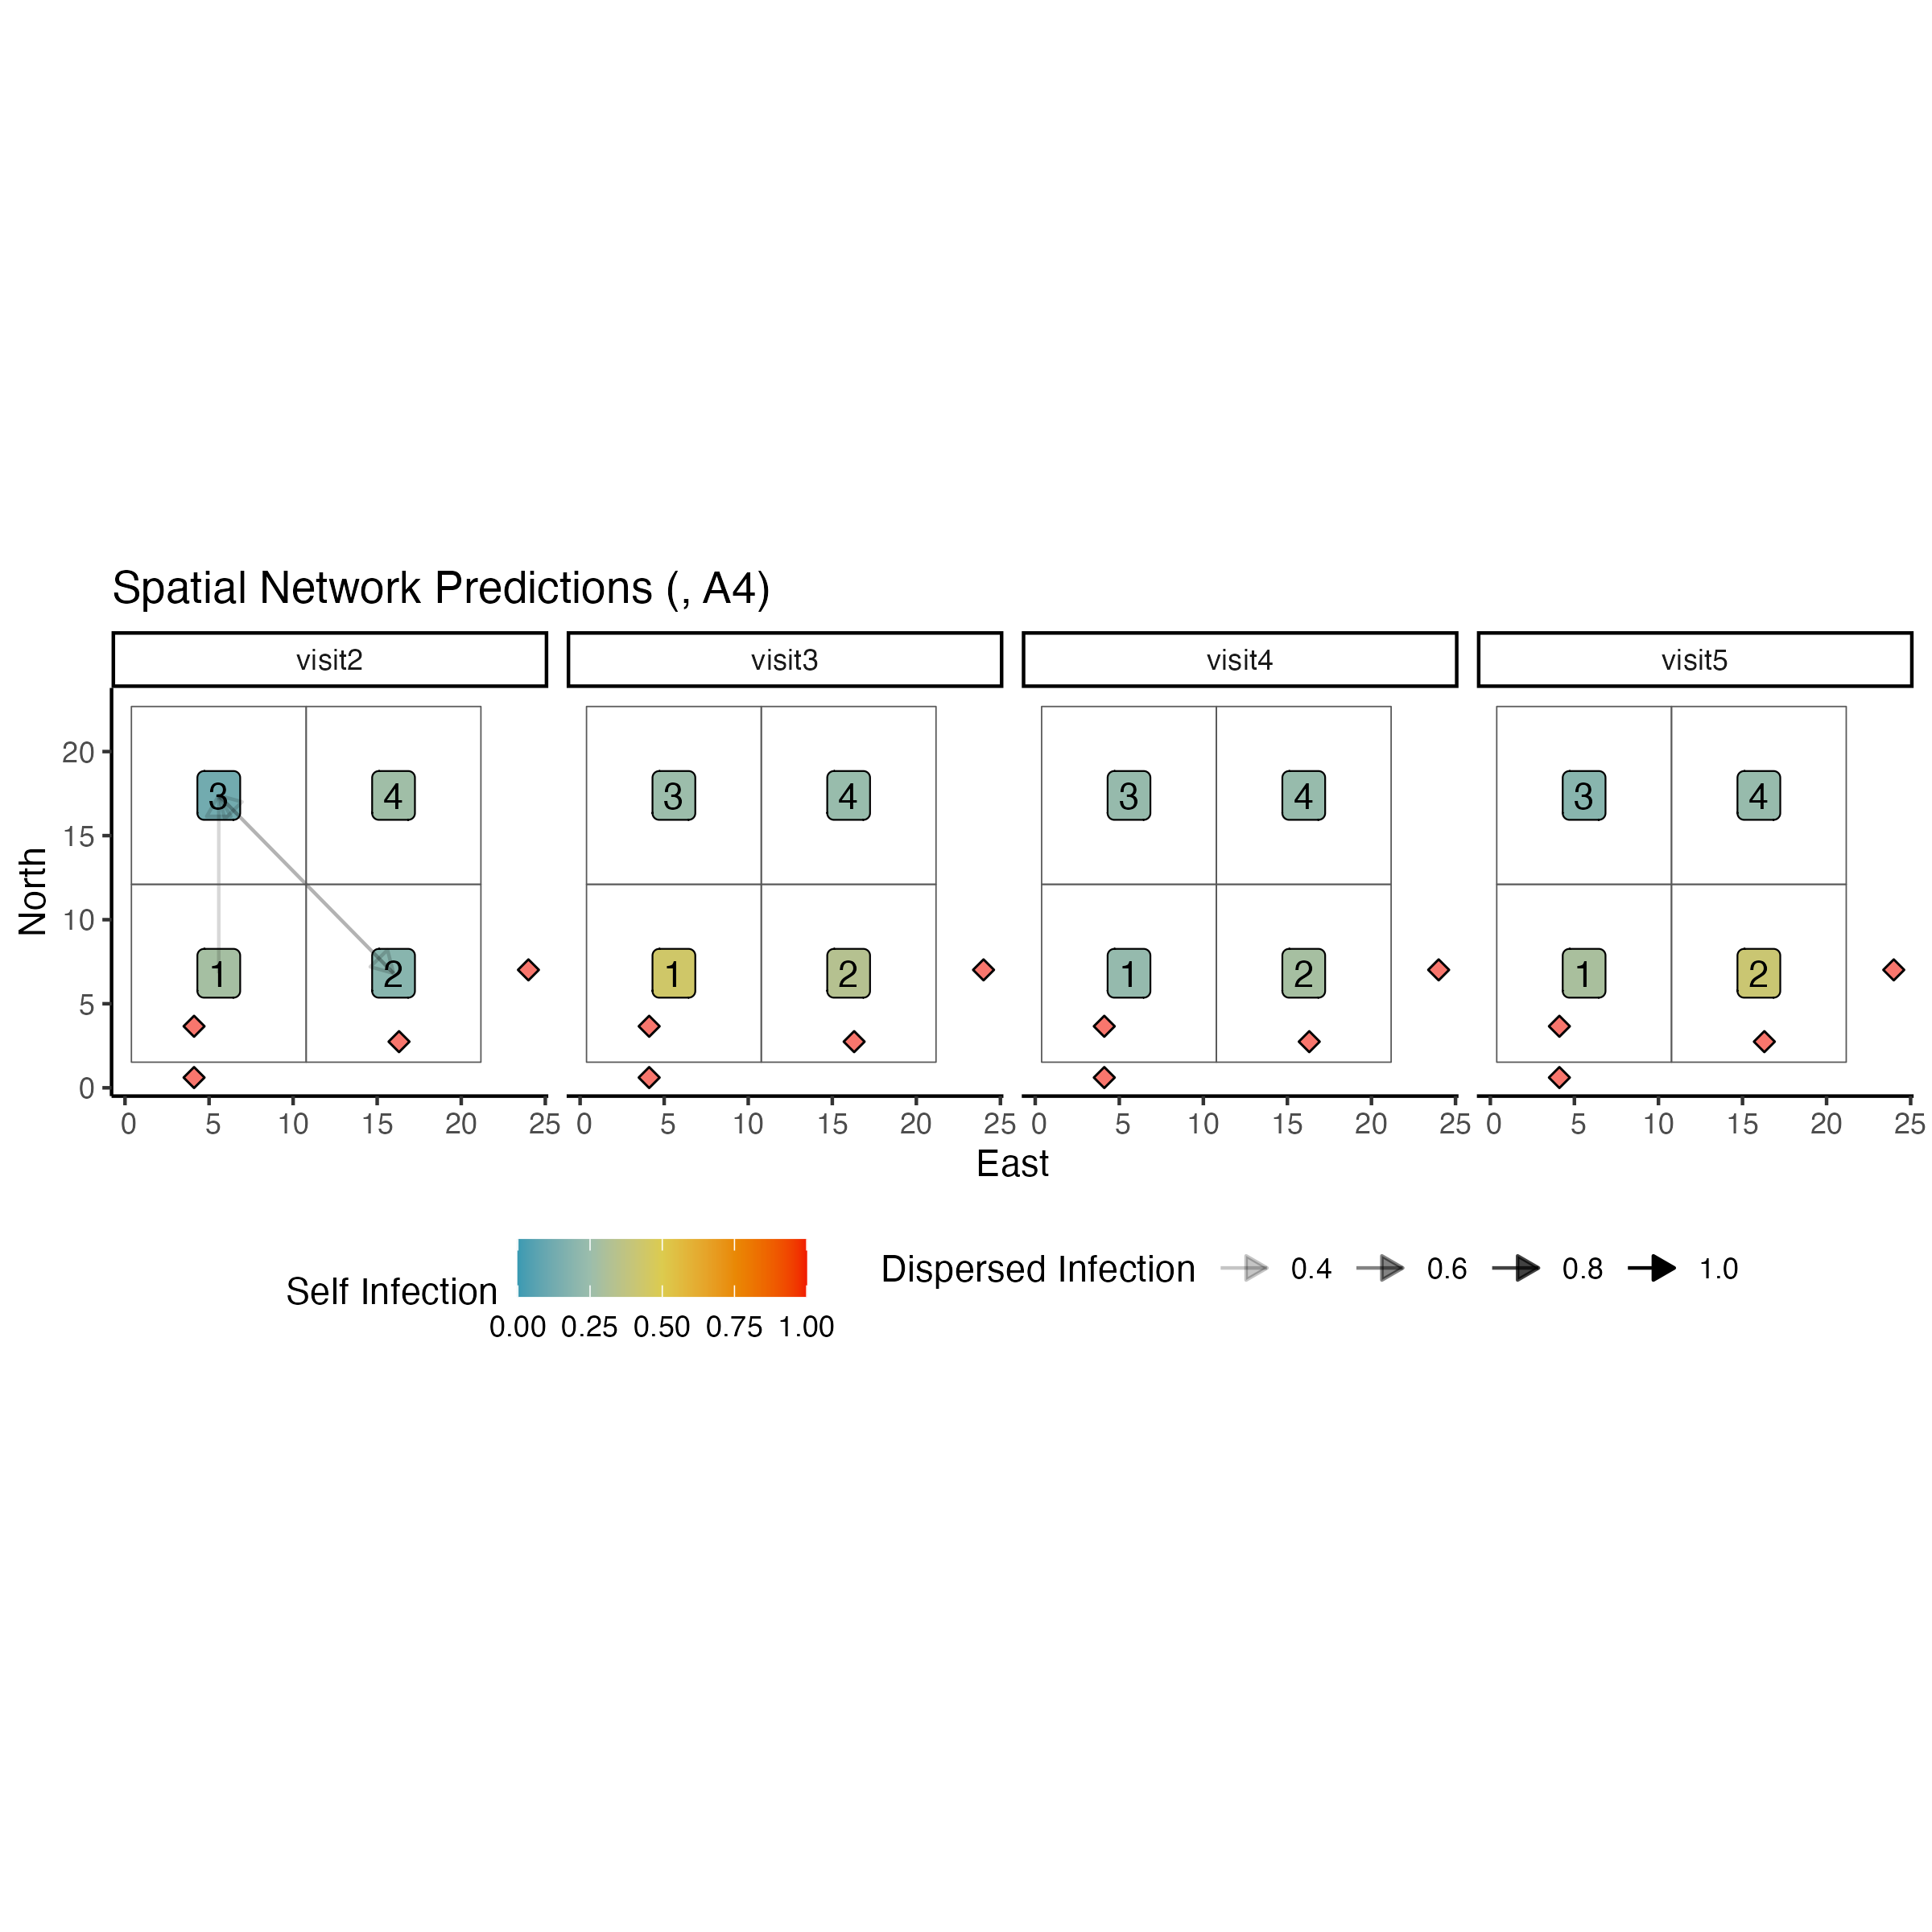 Spatial Network Predictions (, A4)
visit2 visit3 visit4 visit5
20
15
10
5
0
North
3 4 3 4 3 4 3 4
1 2 1 2 1 2 1 2
0 5 10 15 20 25 0 5 10 15 20 25 0 5 10 15 20 25 0 5 10 15 20 25
East
Self Infection
0.00 0.25 0.50 0.75 1.00
Dispersed Infection 0.4 0.6 0.8 1.0